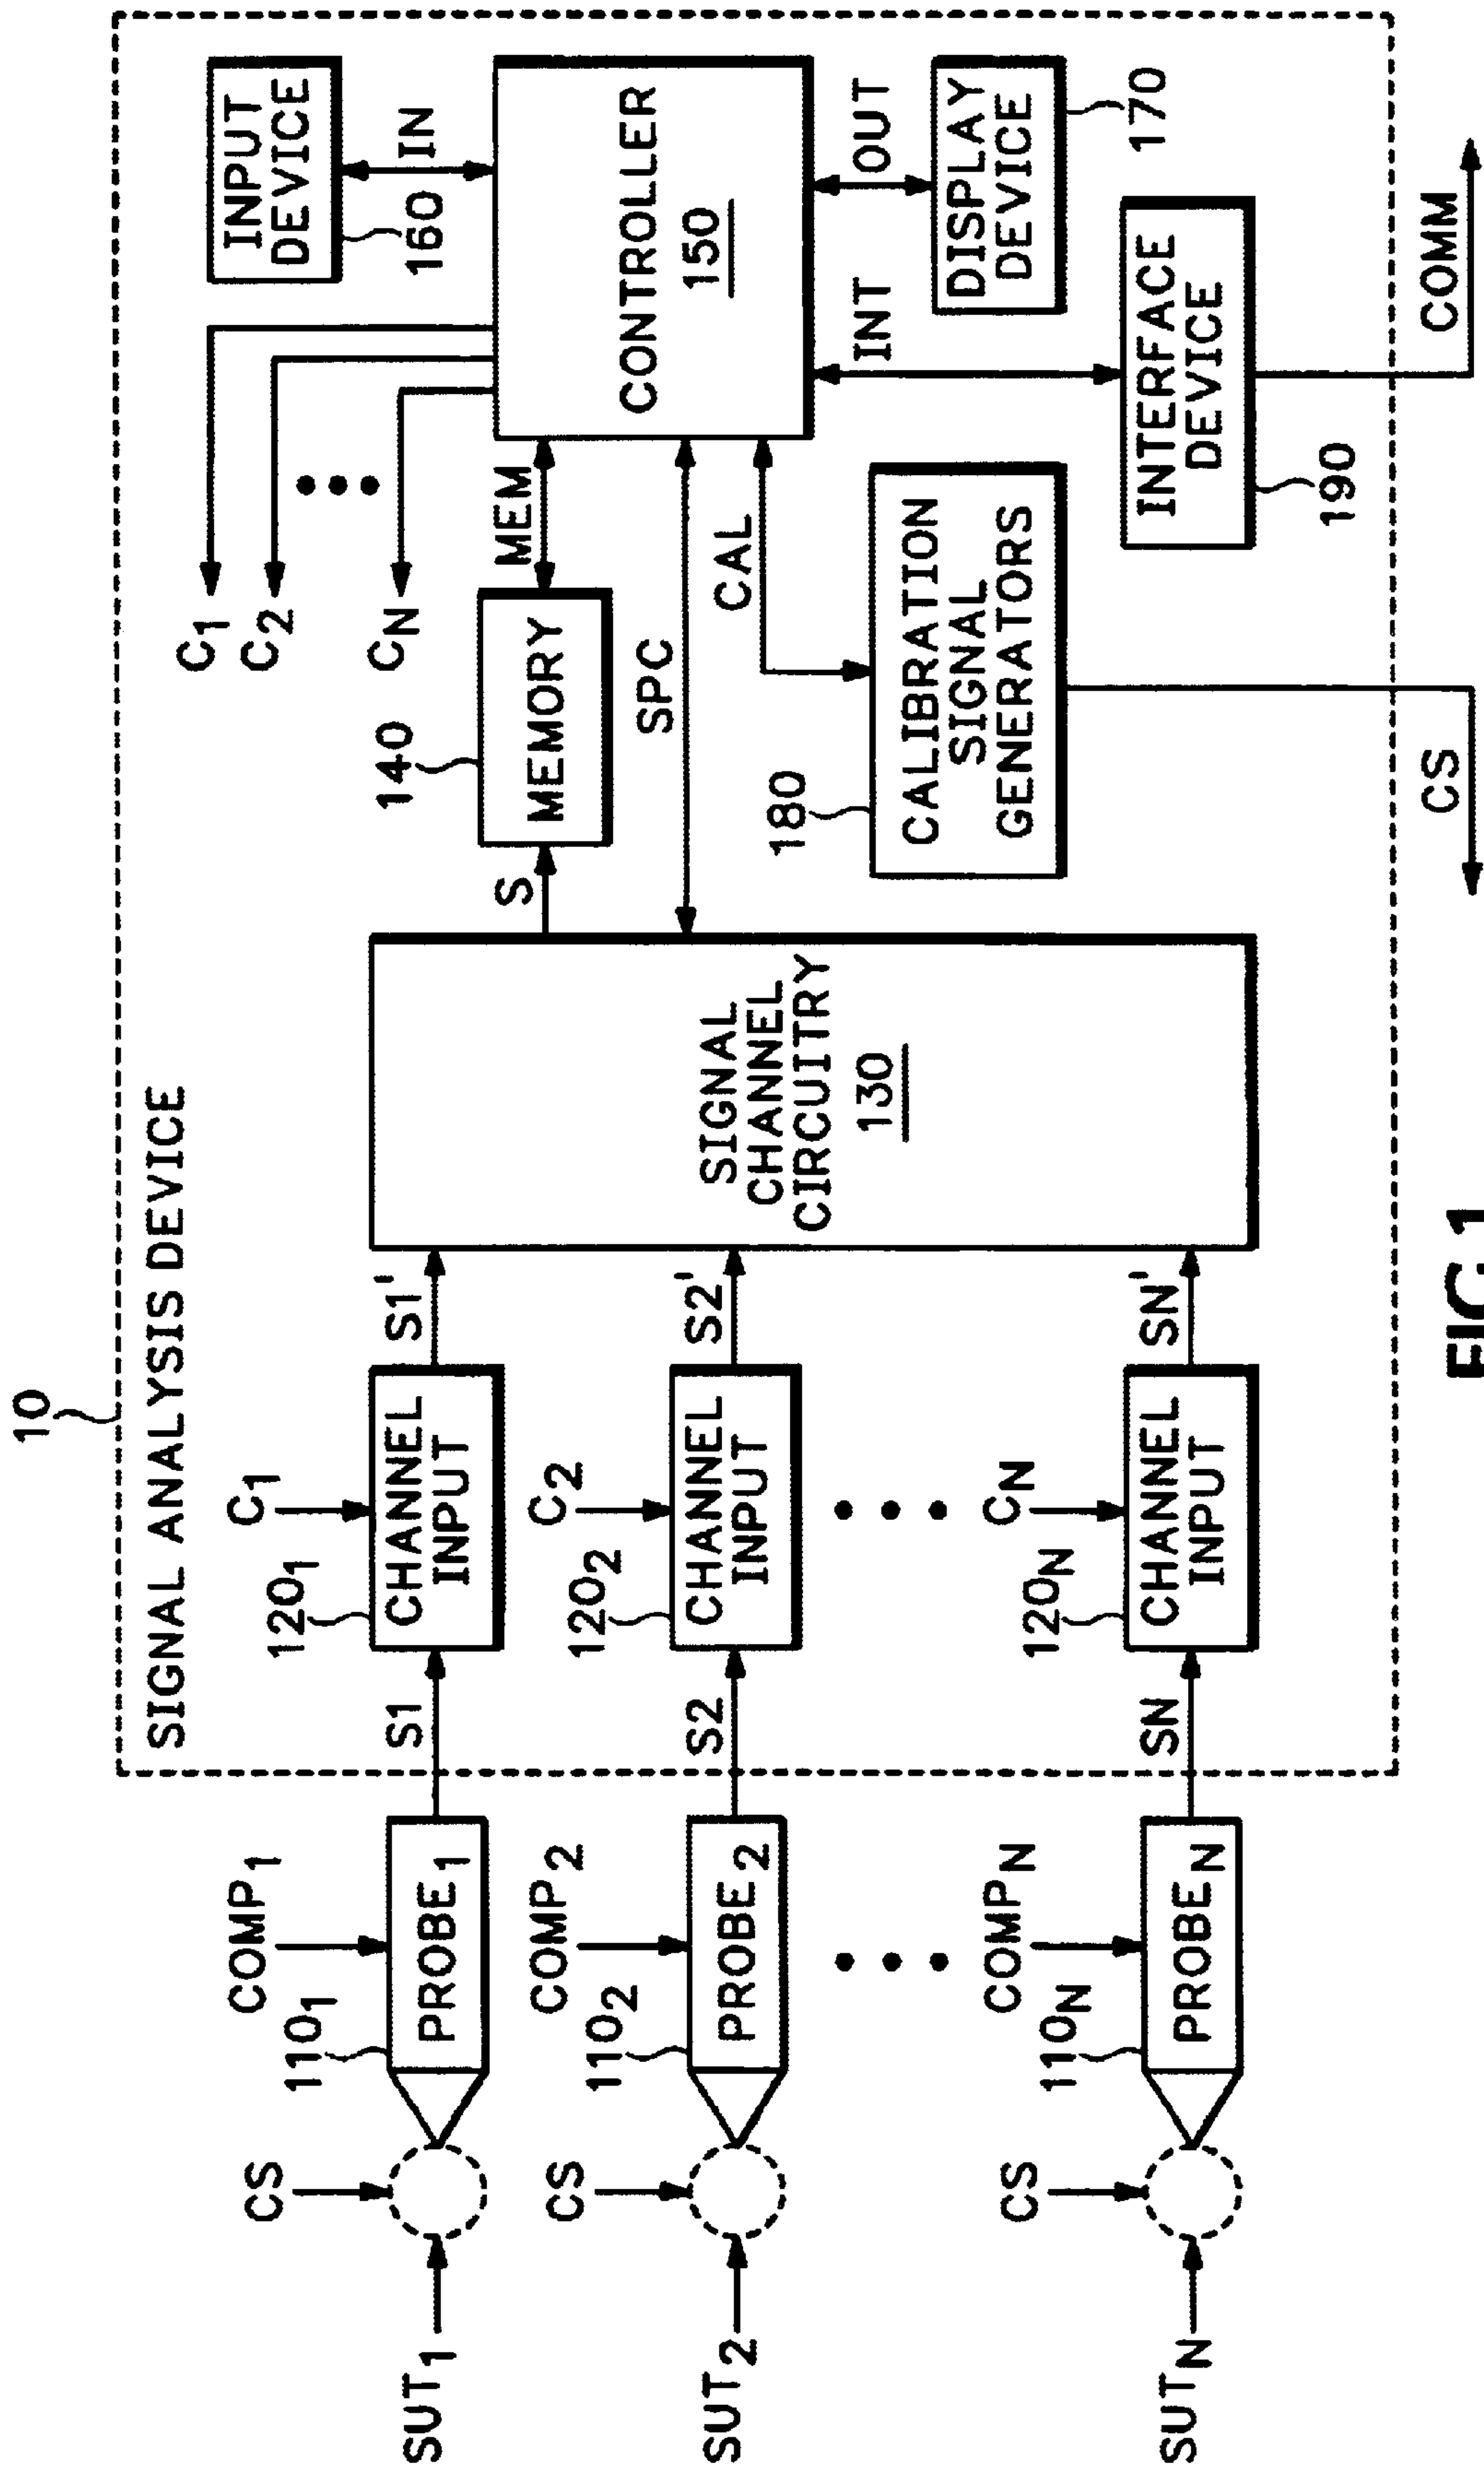 10
SIGNAL ANALYSIS DEVICE
CS
SUT1
COMP1
1101
PROBE1
S1
C1
1201
CHANNEL
INPUT
S1'
CS
SUT2
COMP2
1102
PROBE2
S2
C2
1202
CHANNEL
INPUT
S2'
CS
SUTN
COMPN
110N
PROBEN
SN
CN
120N
CHANNEL
INPUT
SN'
SIGNAL
CHANNEL
CIRCUITRY
130
S
140
MEMORY
MEM
SPC
CAL
180
CALIBRATION
SIGNAL
GENERATORS
CS
C1
C2
CN
INPUT
DEVICE
160
IN
CONTROLLER
150
OUT
DISPLAY
DEVICE
170
INT
INTERFACE
DEVICE
190
COMM
FIG.1